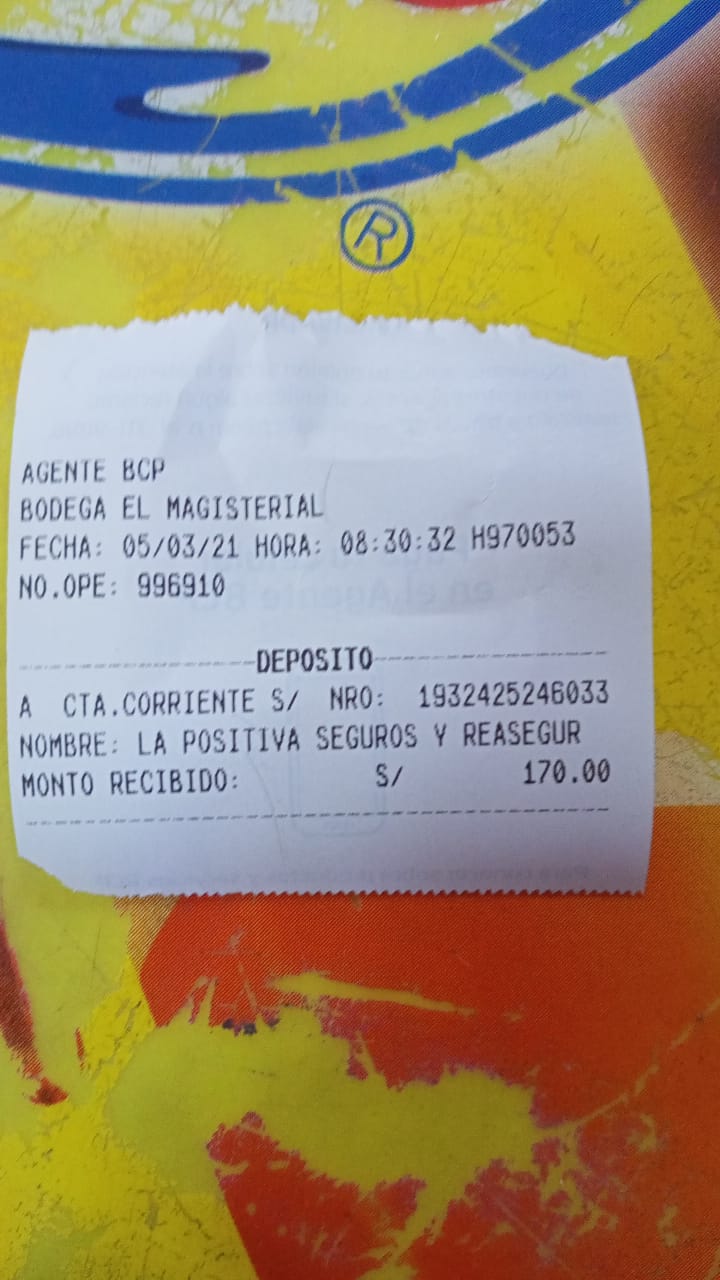 ®
AGENTE BCP
BODEGA EL MAGISTERIAL
FECHA: 05/03/21 HORA: 08:30:32 H970053
NO.OPE: 996910
----------------DEPOSITO----------------
A CTA.CORRIENTE S/ NRO: 1932425246033
NOMBRE: LA POSITIVA SEGUROS Y REASEGUR
MONTO RECIBIDO: S/ 170.00